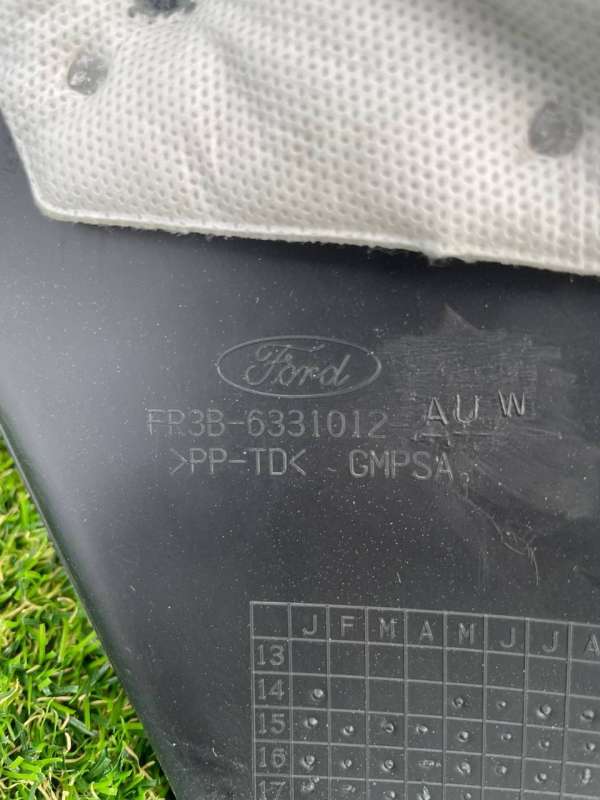 Ford
FR3B-6331012 AUW
>PP-TD< GMPSA
J F M A M J J A
13
14
15
16
17